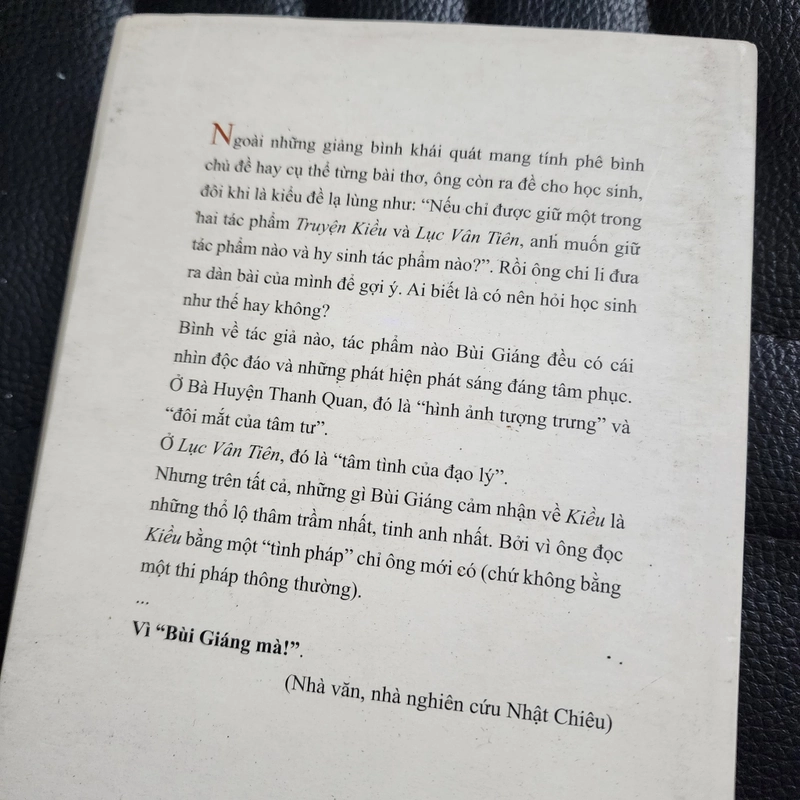 Ngoài những giảng bình khái quát mang tính phê bình
chủ đề hay cụ thể từng bài thơ, ông còn ra đề cho học sinh,
đôi khi là kiểu đề lạ lùng như: “Nếu chỉ được giữ một trong
hai tác phẩm Truyện Kiều và Lục Vân Tiên, anh muốn giữ
tác phẩm nào và hy sinh tác phẩm nào?”. Rồi ông chi li đưa
ra dàn bài của mình để gợi ý. Ai biết là có nên hỏi học sinh
như thế hay không?
Bình về tác giả nào, tác phẩm nào Bùi Giáng đều có cái
nhìn độc đáo và những phát hiện phát sáng đáng tâm phục.
Ở Bà Huyện Thanh Quan, đó là “hình ảnh tượng trưng” và
“đôi mắt của tâm tư”.
Ở Lục Vân Tiên, đó là “tâm tình của đạo lý”.
Nhưng trên tất cả, những gì Bùi Giáng cảm nhận về Kiều là
những thổ lộ thâm trầm nhất, tinh anh nhất. Bởi vì ông đọc
Kiều bằng một “tình pháp” chỉ ông mới có (chứ không bằng
một thi pháp thông thường).
...
Vì “Bùi Giáng mà!”.
(Nhà văn, nhà nghiên cứu Nhật Chiêu)